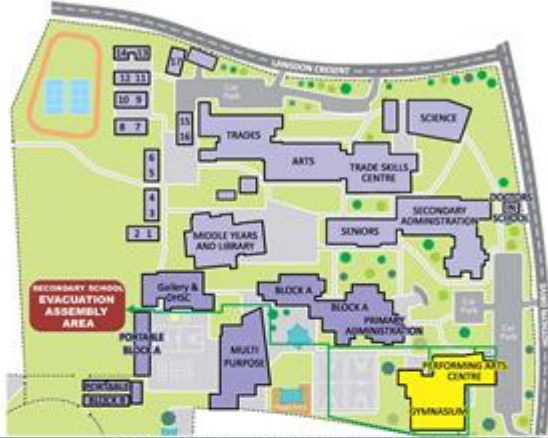 LANGDON CRESENT
14 13
17
12 11
10 9
8 7
15
16
Car
Park
TRADES
SCIENCE
ARTS
TRADE SKILLS
CENTRE
6
5
4
3
2 1
SECONDARY
ADMINISTRATION
SENIORS
MIDDLE YEARS
AND LIBRARY
IN
SCHOOL
SECONDARY SCHOOL
EVACUATION
ASSEMBLY
AREA
Gallery &
OHSC
BLOCK A
BLOCK A
PRIMARY
ADMINISTRATION
Car
Park
Car
Park
PORTABLE
BLOCK A
MULTI
PURPOSE
PERFORMING ARTS
CENTRE
GYMNASIUM
PORTABLE
BLOCK B
DRIVE